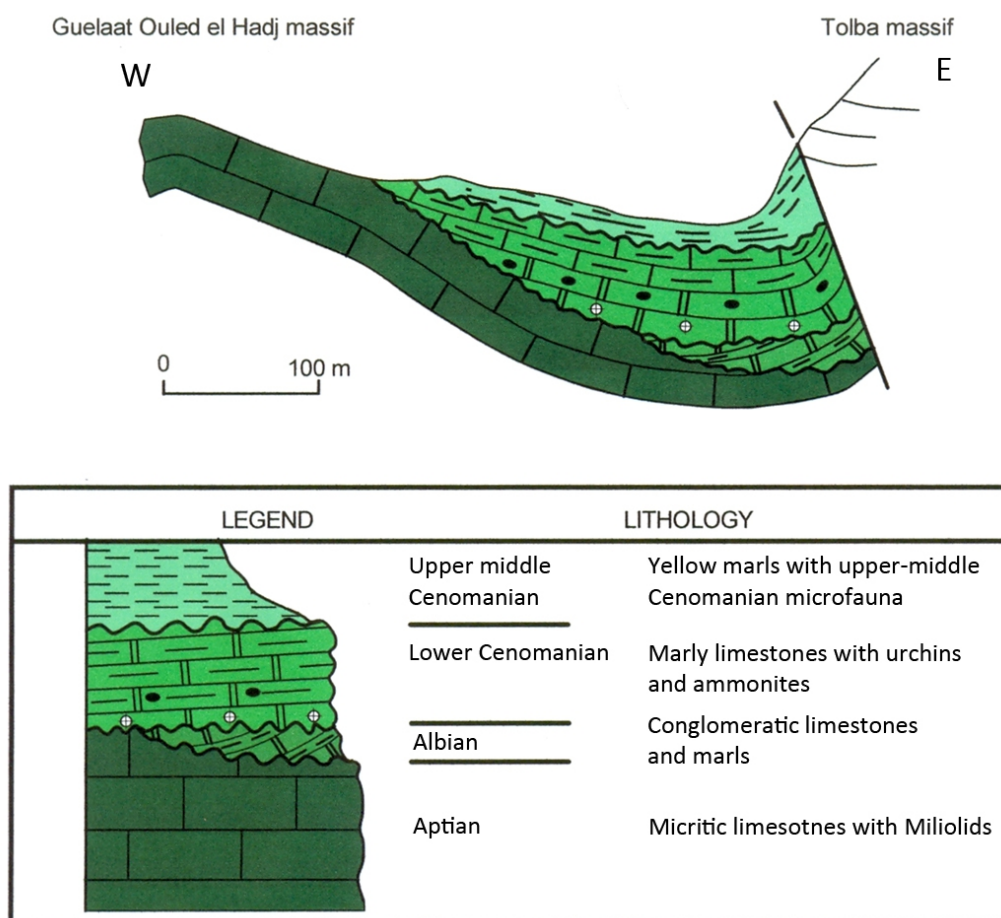 Guelaat Ouled el Hadj massif
Tolba massif
W
E
0
100 m
LEGEND
LITHOLOGY
Upper middle
Cenomanian
Yellow marls with upper-middle
Cenomanian microfauna
Lower Cenomanian
Marly limestones with urchins
and ammonites
Albian
Conglomeratic limestones
and marls
Aptian
Micritic limesotnes with Miliolids